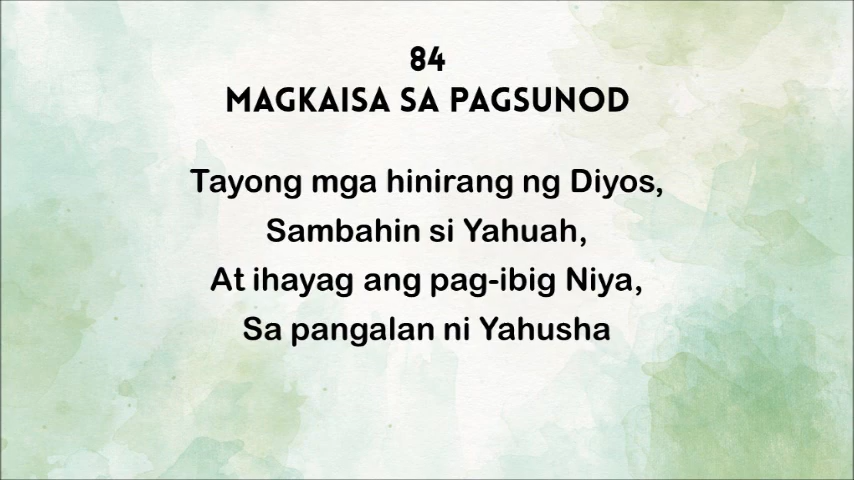 84
MAGKAISA SA PAGSUNOD
Tayong mga hinirang ng Diyos,
Sambahin si Yahuah,
At ihayag ang pag-ibig Niya,
Sa pangalan ni Yahusha